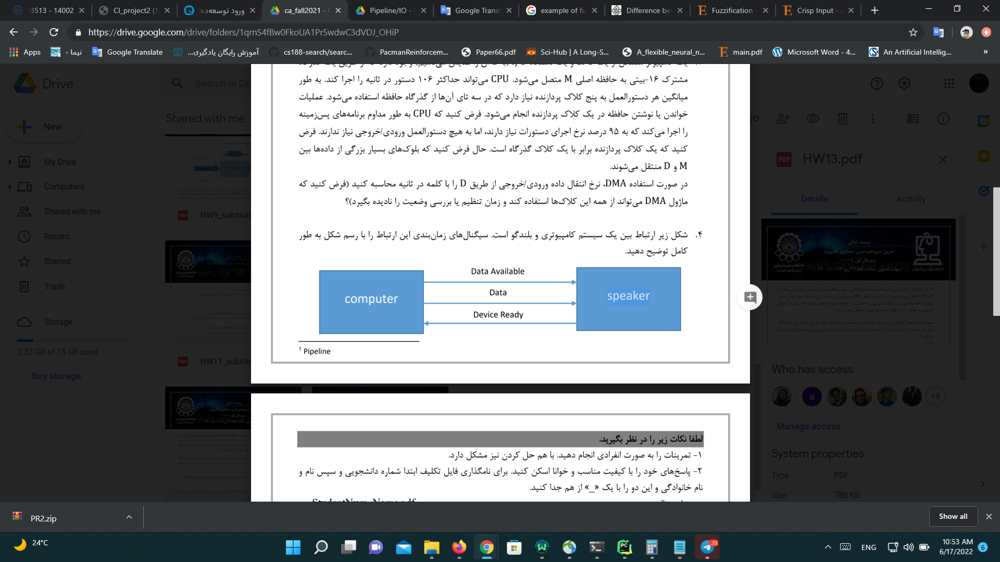 03513 - 14002
CI_project2 (1
ورود توسعه‌ده
ca_fall2021 - G
Pipeline/IO - G
Google Transl
example of fu
Difference be
Fuzzification -
Crisp Input - a
https://drive.google.com/drive/folders/1qrnS4fBw0FkoUA1Pr5wdwC3dVDJ_OHiP
Apps
نیما -
Google Translate
آموزش رایگان یادگیری...
cs188-search/searc...
PacmanReinforcem...
Paper66.pdf
Sci-Hub | A Long-S...
A_flexible_neural_n...
main.pdf
Microsoft Word - 4...
An Artificial Intellig...
»
Drive
Search in Dri
New
My Drive
Computers
Shared with me
Recent
Starred
Trash
Storage
2.33 GB of 15 GB used
Buy storage
Shared with me
HW9_solution
HW11_solutio
مشترک ۱۶-بیتی به حافظه اصلی M متصل می‌شود. CPU می‌تواند حداکثر ۱۰۶ دستور در ثانیه را اجرا کند. به طور
میانگین هر دستورالعمل به پنج کلاک پردازنده نیاز دارد که در سه تای آن‌ها از گذرگاه حافظه استفاده می‌شود. عملیات
خواندن یا نوشتن حافظه در یک کلاک پردازنده انجام می‌شود. فرض کنید که CPU به طور مداوم برنامه‌های پس‌زمینه
را اجرا می‌کند که به ۹۵ درصد نرخ اجرای دستورات نیاز دارند، اما به هیچ دستورالعمل ورودی/خروجی نیاز ندارند. فرض
کنید که یک کلاک پردازنده برابر با یک کلاک گذرگاه است. حال فرض کنید که بلوک‌های بسیار بزرگی از داده‌ها بین
M و D منتقل می‌شوند.
در صورت استفاده DMA، نرخ انتقال داده ورودی/خروجی از طریق D را با کلمه در ثانیه محاسبه کنید (فرض کنید که
ماژول DMA می‌تواند از همه این کلاک‌ها استفاده کند و زمان تنظیم یا بررسی وضعیت را نادیده بگیرد)؟
۴. شکل زیر ارتباط بین یک سیستم کامپیوتری و بلندگو است. سیگنال‌های زمان‌بندی این ارتباط را با رسم شکل به طور
کامل توضیح دهید.
Data Available
computer
Data
speaker
Device Ready
1 Pipeline
لطفا نکات زیر را در نظر بگیرید.
۱- تمرینات را به صورت انفرادی انجام دهید. با هم حل کردن نیز مشکل دارد.
۲- پاسخ‌های خود را با کیفیت مناسب و خوانا اسکن کنید. برای نامگذاری فایل تکلیف ابتدا شماره دانشجویی و سپس نام و
نام خانوادگی و این دو را با یک «_» از هم جدا کنید.
HW13.pdf
Details
Activity
بسمه تعالی
تمرین سیزدهم درس معماری کامپیوتر
نیم‌سال اول ۰۱-۰۰
مهلت تحویل ساعت ۲۳:۵۵ روز ۱۴۰۰/۱۰/۱۹
Who has access
a
+8
Manage access
System properties
Type
PDF
Size
786 KB
PR2.zip
Show all
24°C
33
ENG
10:53 AM
6/17/2022
6